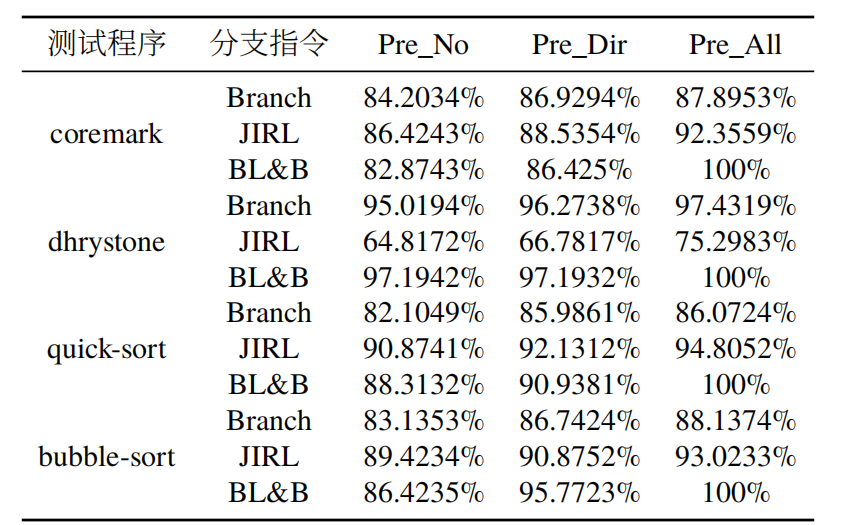 测试程序 分支指令 Pre_No Pre_Dir Pre_All
Branch 84.2034% 86.9294% 87.8953%
coremark JIRL 86.4243% 88.5354% 92.3559%
BL&B 82.8743% 86.425% 100%
Branch 95.0194% 96.2738% 97.4319%
dhrystone JIRL 64.8172% 66.7817% 75.2983%
BL&B 97.1942% 97.1932% 100%
Branch 82.1049% 85.9861% 86.0724%
quick-sort JIRL 90.8741% 92.1312% 94.8052%
BL&B 88.3132% 90.9381% 100%
Branch 83.1353% 86.7424% 88.1374%
bubble-sort JIRL 89.4234% 90.8752% 93.0233%
BL&B 86.4235% 95.7723% 100%